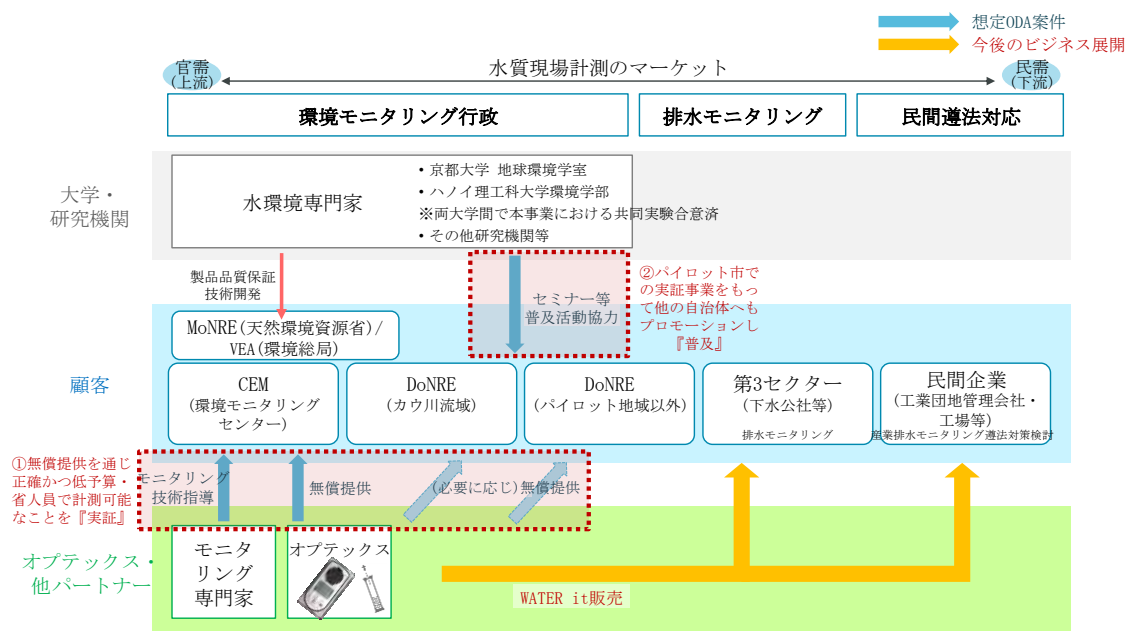 想定ODA案件
今後のビジネス展開
官需
(上流)
水質現場計測のマーケット
民需
(下流)
環境モニタリング行政
排水モニタリング
民間遵法対応
大学・
研究機関
水環境専門家
・京都大学 地球環境学室
・ハノイ理工科大学環境学部
※両大学間で本事業における共同実験合意済
・その他研究機関等
製品品質保証
技術開発
セミナー等
普及活動協力
②パイロット市で
の実証事業をもっ
て他の自治体へも
プロモーションし
『普及』
顧客
MoNRE(天然環境資源省)/
VEA(環境総局)
CEM
(環境モニタリング
センター)
DoNRE
(カウ川流域)
DoNRE
(パイロット地域以外)
第3セクター
(下水公社等)
排水モニタリング
民間企業
(工業団地管理会社・
工場等)
産業排水モニタリング遵法対策検討
①無償提供を通じ
正確かつ低予算・
省人員で計測可能
なことを『実証』
モニタリング
技術指導
無償提供
(必要に応じ)無償提供
オプテックス・
他パートナー
モニタ
リング
専門家
オプテックス
WATER it販売